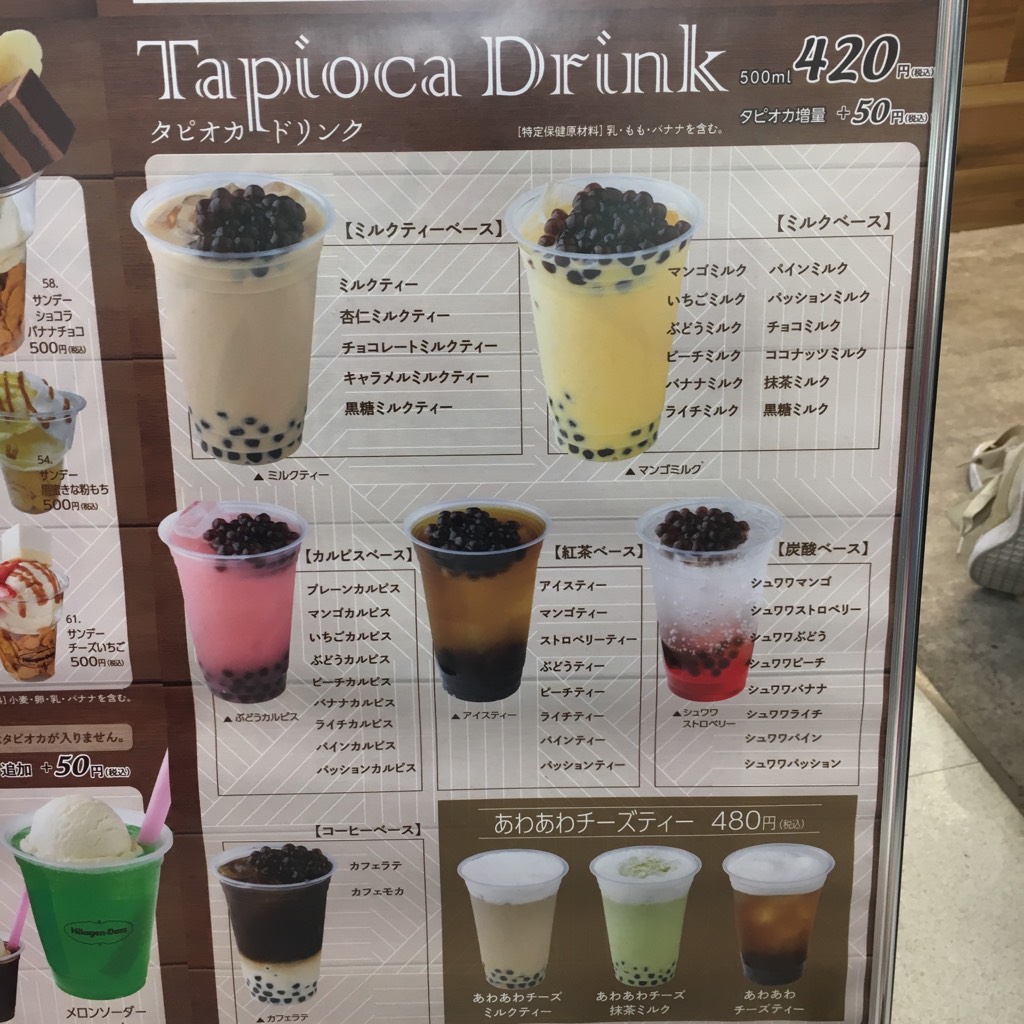 Tapioca Drink
500ml 420円(税込)
タピオカ ドリンク
[特定保健原材料] 乳・もも・バナナを含む。
タピオカ増量 +50円(税込)
【ミルクティーベース】
ミルクティー
杏仁ミルクティー
チョコレートミルクティー
キャラメルミルクティー
黒糖ミルクティー
▲ミルクティー
【ミルクベース】
マンゴミルク
いちごミルク
ぶどうミルク
ピーチミルク
バナナミルク
ライチミルク
パインミルク
パッションミルク
チョコミルク
ココナッツミルク
抹茶ミルク
黒糖ミルク
▲マンゴミルク
【カルピスベース】
プレーンカルピス
マンゴカルピス
いちごカルピス
ぶどうカルピス
ピーチカルピス
バナナカルピス
ライチカルピス
パインカルピス
パッションカルピス
▲ぶどうカルピス
【紅茶ベース】
アイスティー
マンゴティー
ストロベリーティー
ぶどうティー
ピーチティー
ライチティー
パインティー
パッションティー
▲アイスティー
【炭酸ベース】
シュワワマンゴ
シュワワストロベリー
シュワワぶどう
シュワワピーチ
シュワワバナナ
シュワワライチ
シュワワパイン
シュワワパッション
▲シュワワ
ストロベリー
【コーヒーベース】
カフェラテ
カフェモカ
▲カフェラテ
あわあわチーズティー 480円(税込)
あわあわチーズ
ミルクティー
あわあわチーズ
抹茶ミルク
あわあわ
チーズティー
58.
サンデー
ショコラ
バナナチョコ
500円(税込)
54.
サンデー
きな粉もち
500円(税込)
61.
サンデー
チーズいちご
500円(税込)
小麦・卵・乳・バナナを含む。
タピオカが入りません。
追加 +50円(税込)
Häagen-Dazs
メロンソーダー